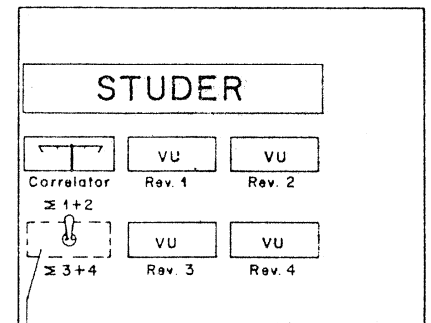 STUDER
VU VU
Correlator Rev. 1 Rev. 2
Σ 1+2
VU VU
Σ 3+4 Rev. 3 Rev. 4